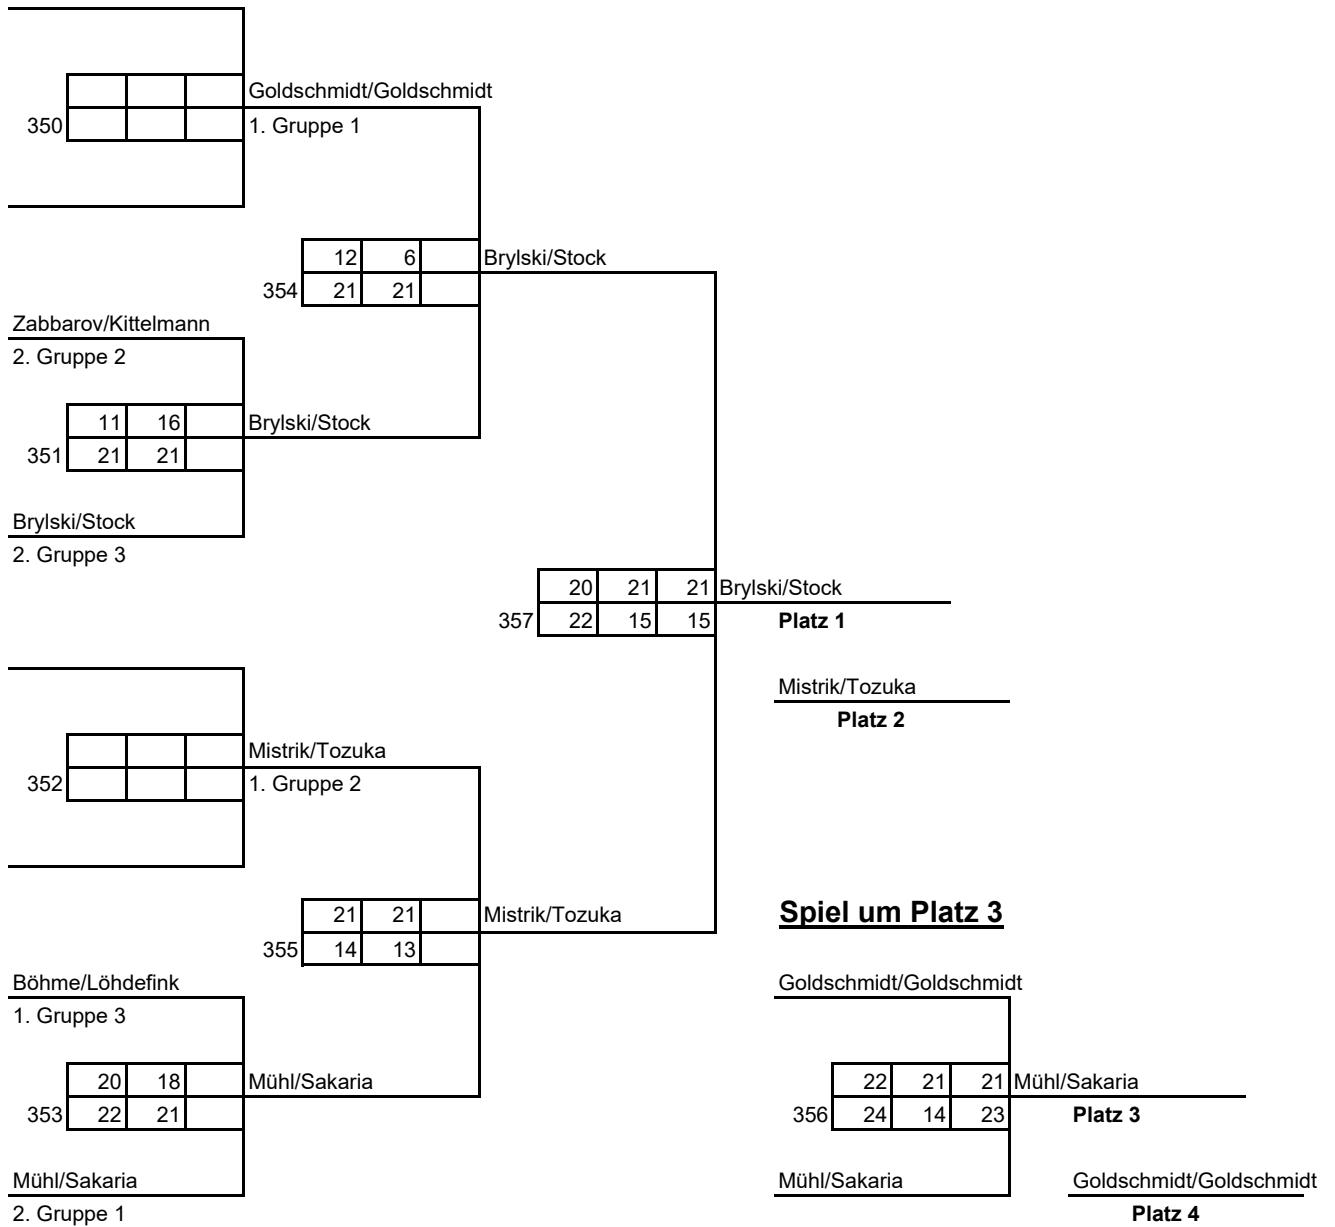 Goldschmidt/Goldschmidt
350
1. Gruppe 1
12 6
Brylski/Stock
354 21 21
Zabbarov/Kittelmann
2. Gruppe 2
11 16
Brylski/Stock
351 21 21
Brylski/Stock
2. Gruppe 3
20 21 21
Brylski/Stock
357 22 15 15
Platz 1
Mistrik/Tozuka
Platz 2
Mistrik/Tozuka
352
1. Gruppe 2
21 21
Mistrik/Tozuka
355 14 13
Spiel um Platz 3
Böhme/Löhdefink
1. Gruppe 3
20 18
Mühl/Sakaria
353 22 21
Mühl/Sakaria
2. Gruppe 1
Goldschmidt/Goldschmidt
22 21 21
Mühl/Sakaria
356 24 14 23
Platz 3
Mühl/Sakaria
Goldschmidt/Goldschmidt
Platz 4